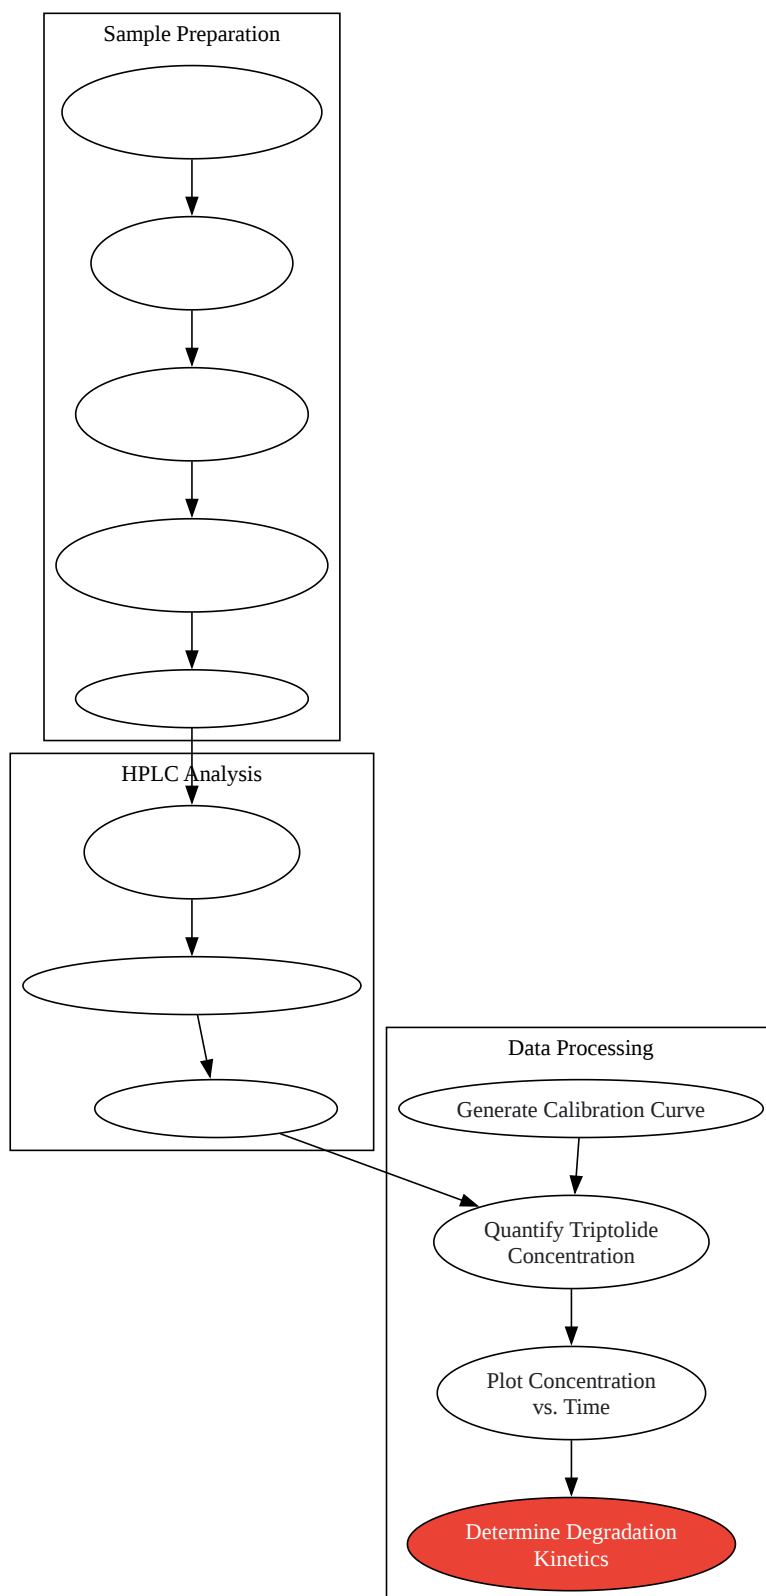 Sample Preparation
HPLC Analysis
Data Processing
Generate Calibration Curve
Quantify Triptolide
Concentration
Plot Concentration
vs. Time
Determine Degradation
Kinetics